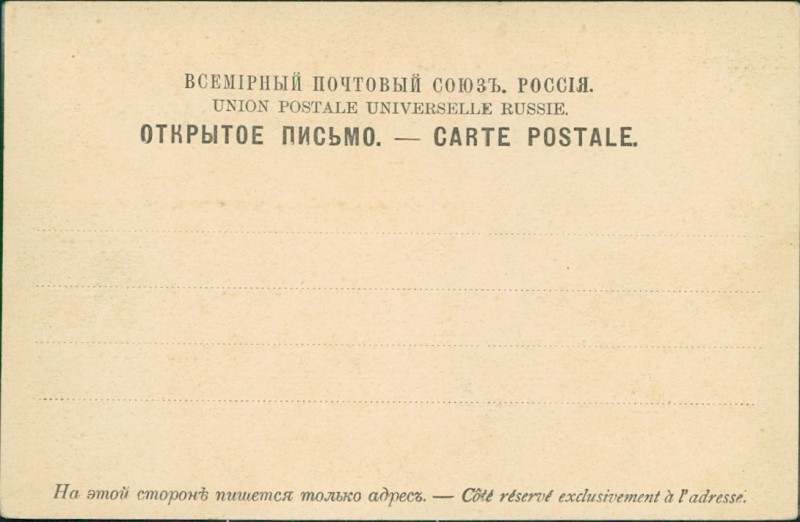 ВСЕМІРНЫЙ ПОЧТОВЫЙ СОЮЗЪ. РОССІЯ.
UNION POSTALE UNIVERSELLE RUSSIE.
ОТКРЫТОЕ ПИСЬМО. — CARTE POSTALE.
На этой сторонѣ пишется только адресъ. — Côté réservé exclusivement à l'adresse.